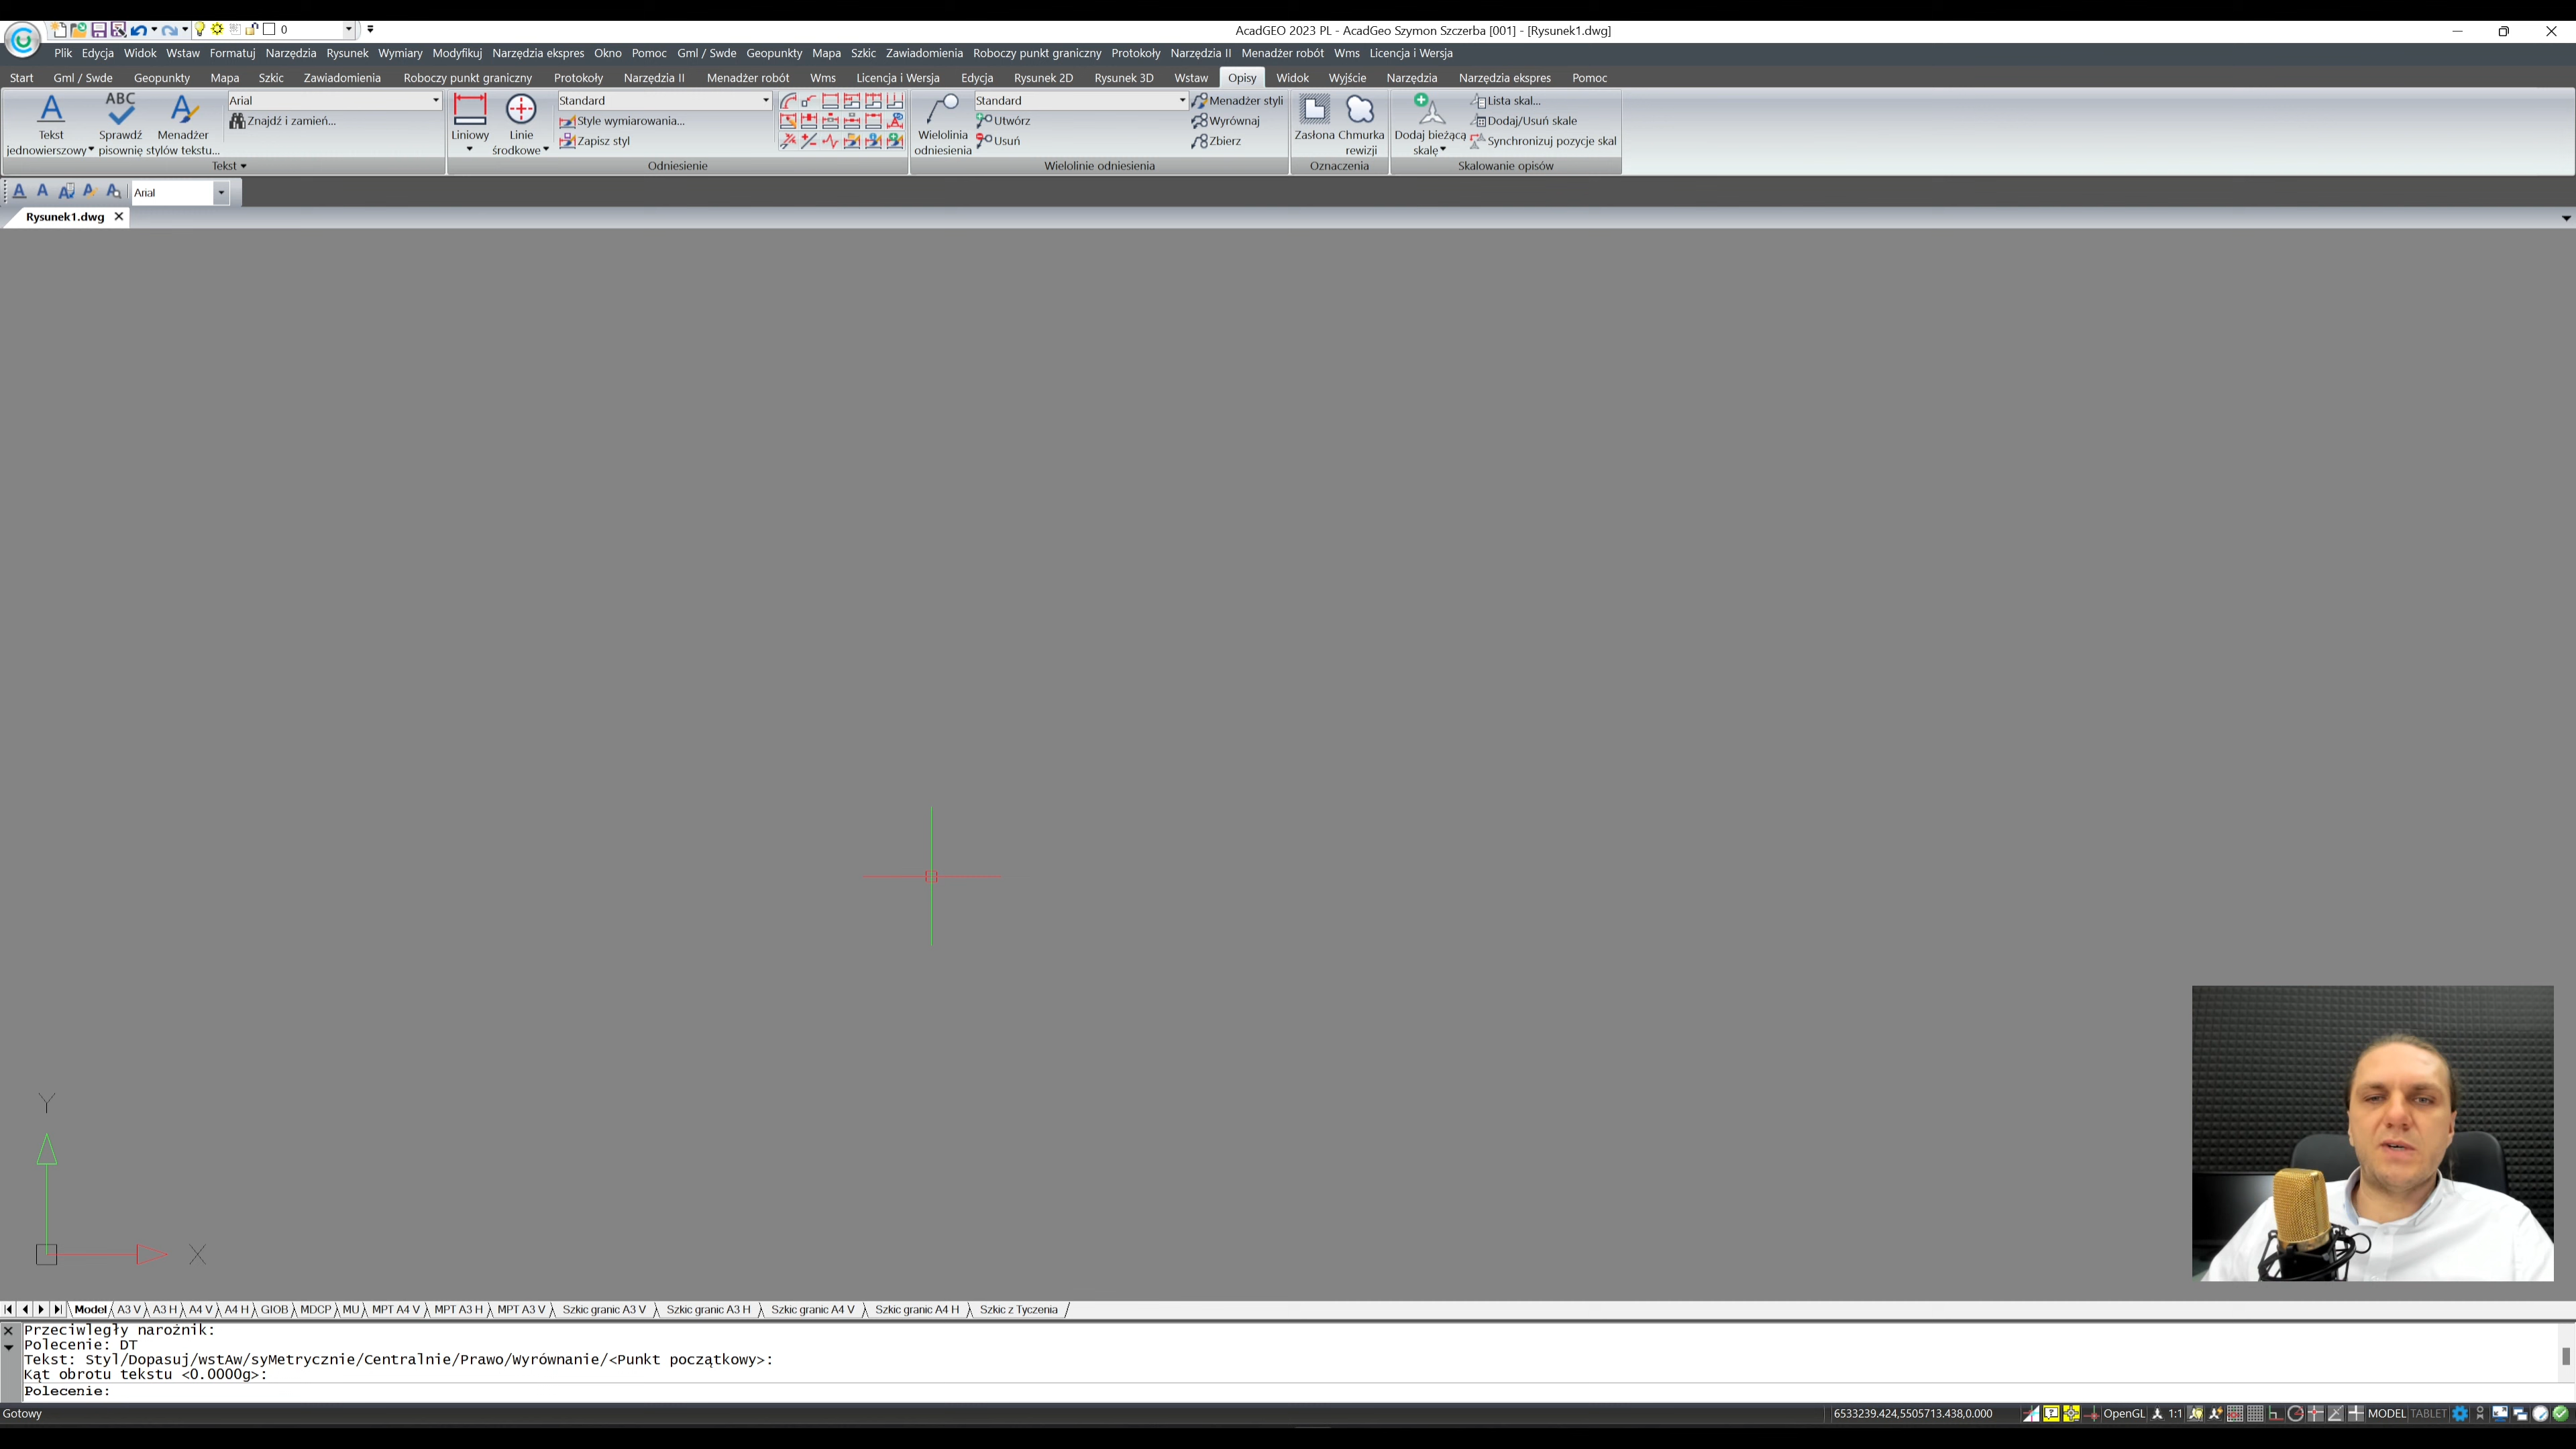 0
AcadGEO 2023 PL - AcadGeo Szymon Szczerba [001] - [Rysunek1.dwg]
Plik Edycja Widok Wstaw Formatuj Narzędzia Rysunek Wymiary Modyfikuj Narzędzia ekspres Okno Pomoc Gml / Swde Geopunkty Mapa Szkic Zawiadomienia Roboczy punkt graniczny Protokoły Narzędzia II Menadżer robót Wms Licencja i Wersja
Start Gml / Swde Geopunkty Mapa Szkic Zawiadomienia Roboczy punkt graniczny Protokoły Narzędzia II Menadżer robót Wms Licencja i Wersja Edycja Rysunek 2D Rysunek 3D Wstaw Opisy Widok Wyjście Narzędzia Narzędzia ekspres Pomoc
Tekst jednowierszowy
ABC Sprawdź pisownię
Menadżer stylów tekstu...
Arial
Znajdź i zamień...
Tekst
Liniowy
Linie środkowe
Standard
Style wymiarowania...
Zapisz styl
Odniesienie
Wielolinia odniesienia
Standard
Utwórz
Usuń
Menadżer styli
Wyrównaj
Zbierz
Wielolinie odniesienia
Zasłona
Chmurka rewizji
Oznaczenia
Dodaj bieżącą skalę
Lista skal...
Dodaj/Usuń skale
Synchronizuj pozycje skal
Skalowanie opisów
Arial
Rysunek1.dwg
Y
X
Model A3 V A3 H A4 V A4 H GIOB MDCP MU MPT A4 V MPT A3 H MPT A3 V Szkic granic A3 V Szkic granic A3 H Szkic granic A4 V Szkic granic A4 H Szkic z Tyczenia
Przeciwległy narożnik:
Polecenie: DT
Tekst: Styl/Dopasuj/wstAw/syMetrycznie/Centralnie/Prawo/Wyrównanie/<Punkt początkowy>:
Kąt obrotu tekstu <0.0000g>:
Polecenie:
Gotowy
6533239.424,5505713.438,0.000
OpenGL
1:1
MODEL
TABLET